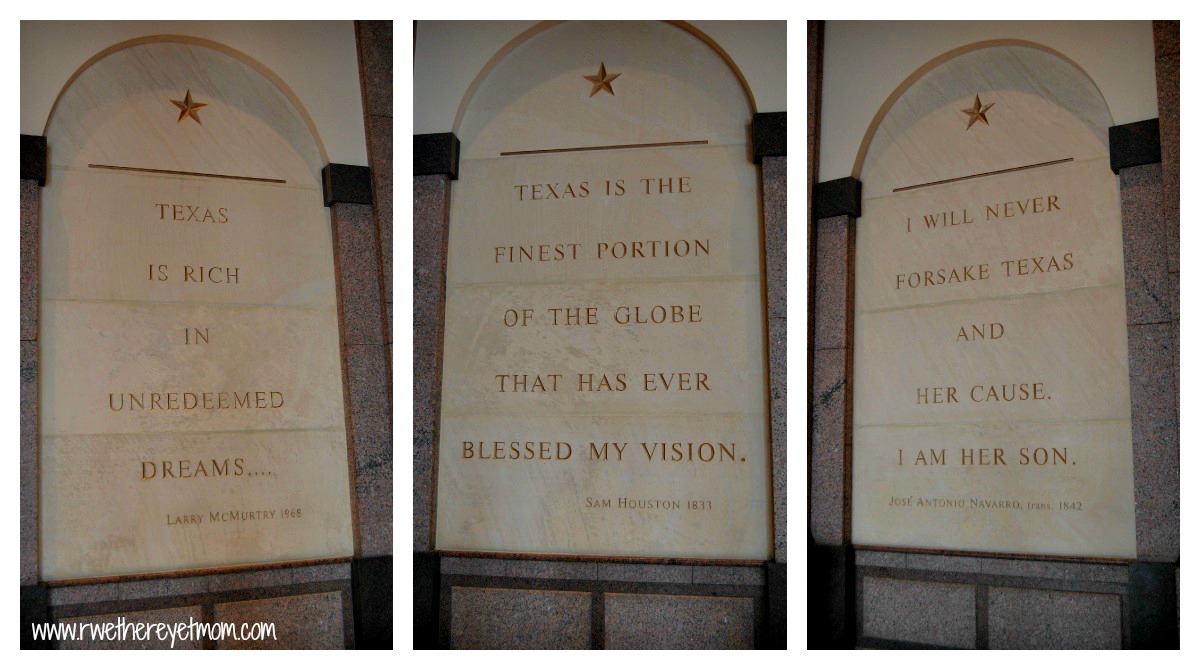 TEXAS
IS RICH
IN
UNREDEEMED
DREAMS....
LARRY MCMURTRY 1968
TEXAS IS THE
FINEST PORTION
OF THE GLOBE
THAT HAS EVER
BLESSED MY VISION.
SAM HOUSTON 1833
I WILL NEVER
FORSAKE TEXAS
AND
HER CAUSE.
I AM HER SON.
JOSÉ ANTONIO NAVARRO, trans. 1842
www.rwethereyetmom.com